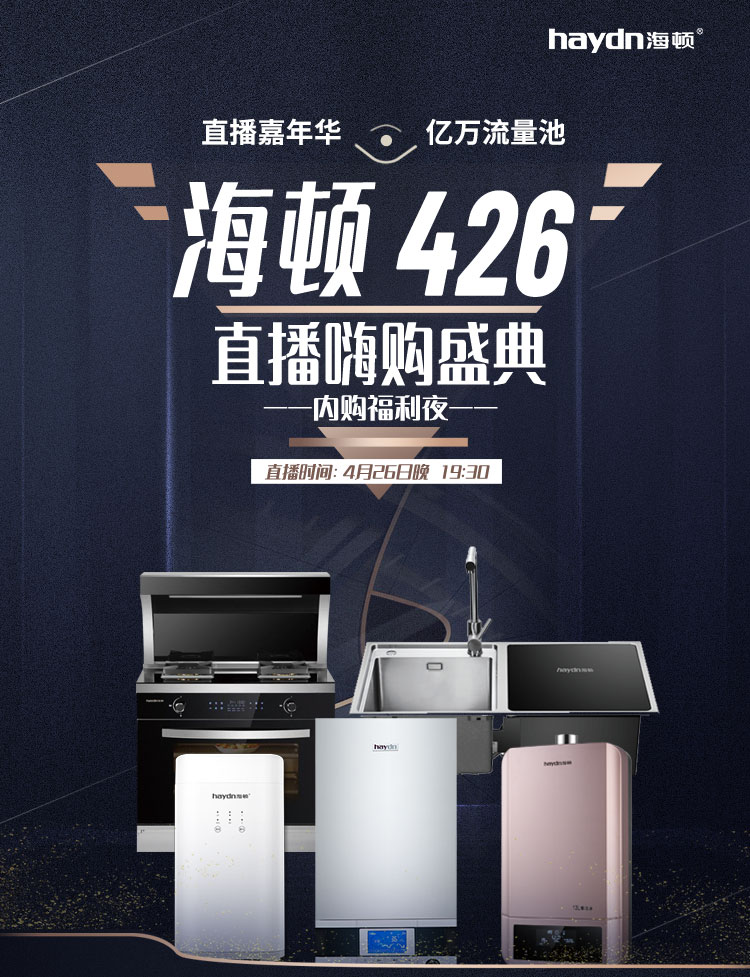 haydn海顿®
直播嘉年华 亿万流量池
海顿 426
直播嗨购盛典
——内购福利夜——
直播时间: 4月26日晚 19:30
haydn海顿
haydn海顿®
haydn
haydn海顿